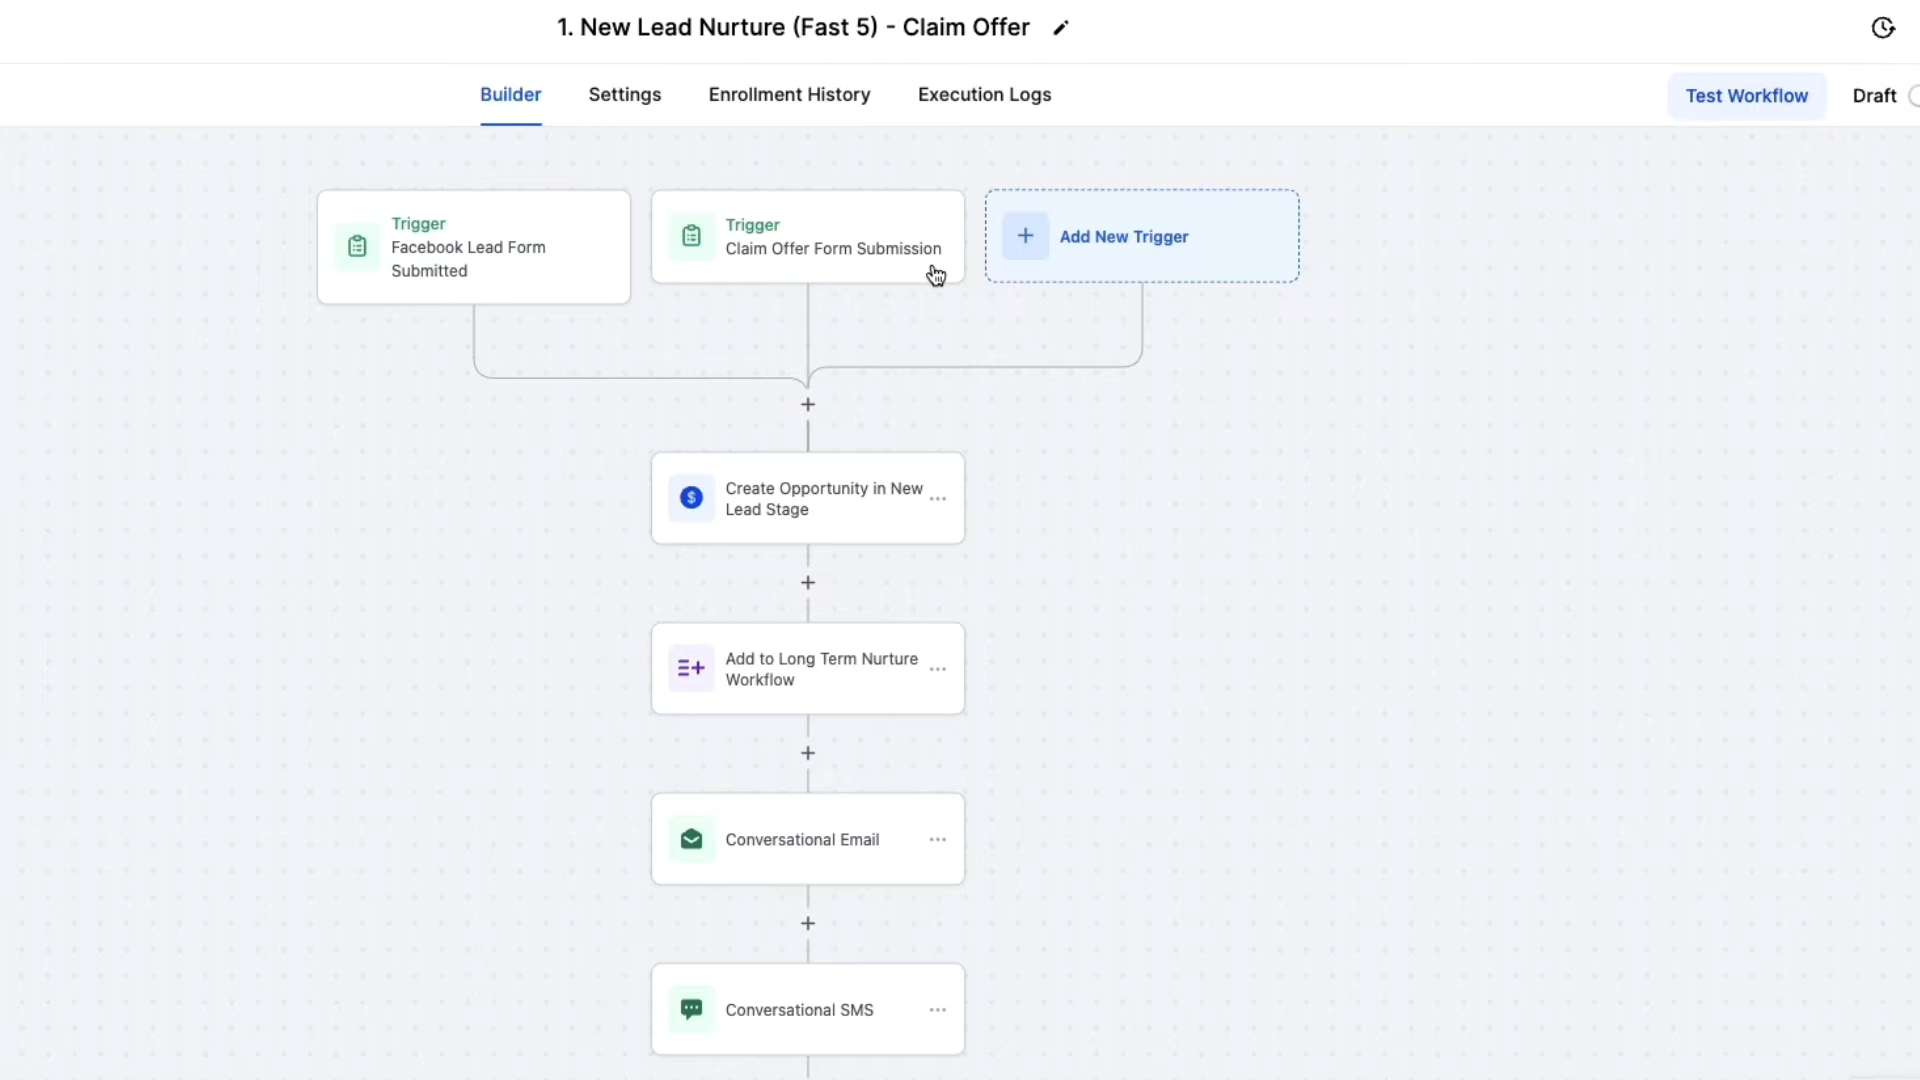 1. New Lead Nurture (Fast 5) - Claim Offer
Builder
Settings
Enrollment History
Execution Logs
Test Workflow
Draft
Trigger
Facebook Lead Form
Submitted
Trigger
Claim Offer Form Submission
Add New Trigger
Create Opportunity in New
Lead Stage
Add to Long Term Nurture
Workflow
Conversational Email
Conversational SMS